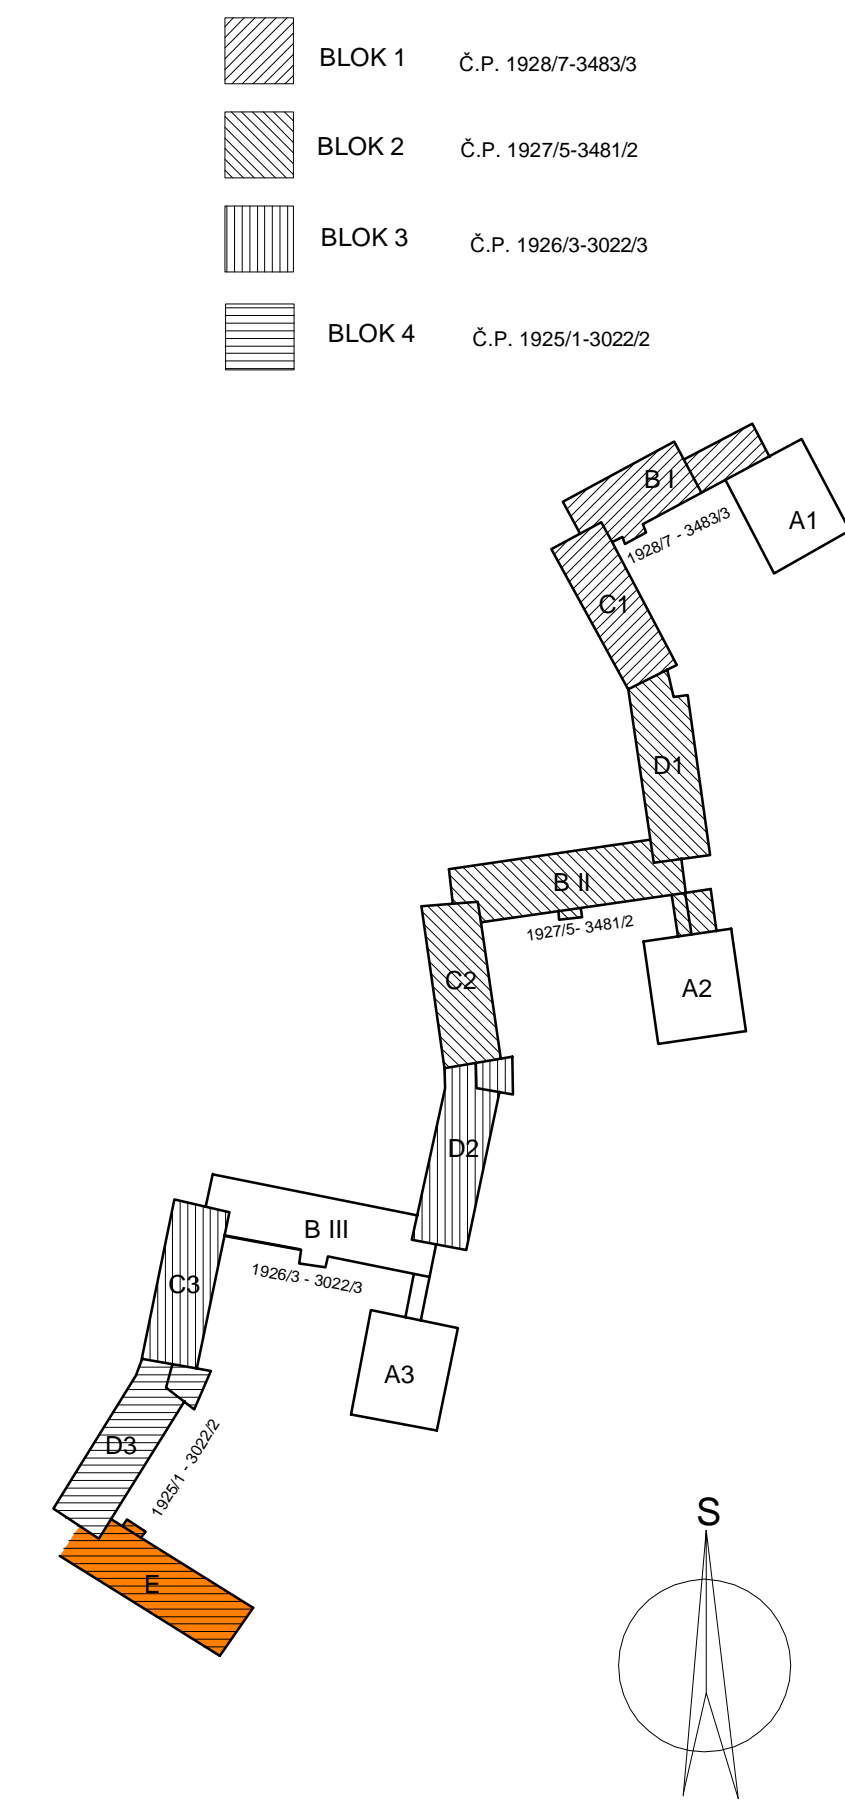 BLOK 1 Č.P. 1928/7-3483/3
BLOK 2 Č.P. 1927/5-3481/2
BLOK 3 Č.P. 1926/3-3022/3
BLOK 4 Č.P. 1925/1-3022/2
B I
A1
1928/7 - 3483/3
C1
D1
B II
1927/5- 3481/2
C2
A2
D2
B III
1926/3 - 3022/3
C3
A3
D3
1925/1 - 3022/2
E
S